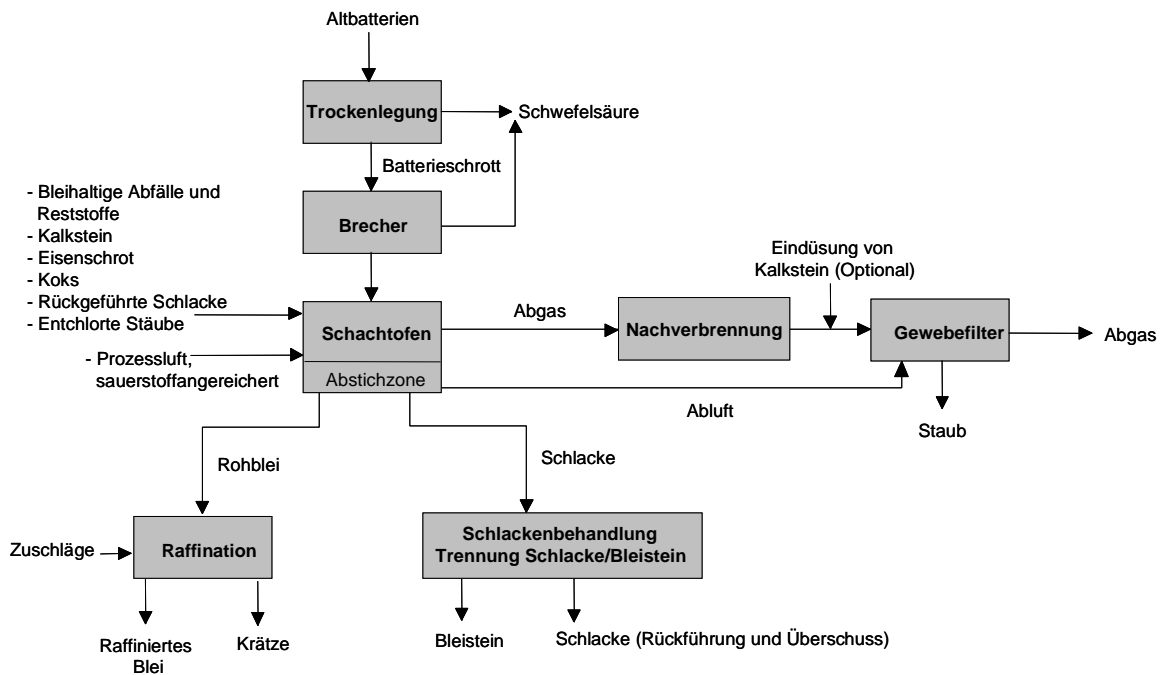 Altbatterien
Trockenlegung
Schwefelsäure
Batterieschrott
- Bleihaltige Abfälle und
Reststoffe
- Kalkstein
- Eisenschrot
- Koks
- Rückgeführte Schlacke
- Entchlorte Stäube
Brecher
Eindüsung von
Kalkstein (Optional)
Schachtofen
Abgas
Nachverbrennung
Gewebefilter
Abgas
- Prozessluft,
sauerstoffangereichert
Abstichzone
Abluft
Staub
Rohblei
Schlacke
Zuschläge
Raffination
Schlackenbehandlung
Trennung Schlacke/Bleistein
Raffiniertes
Blei
Krätze
Bleistein
Schlacke (Rückführung und Überschuss)